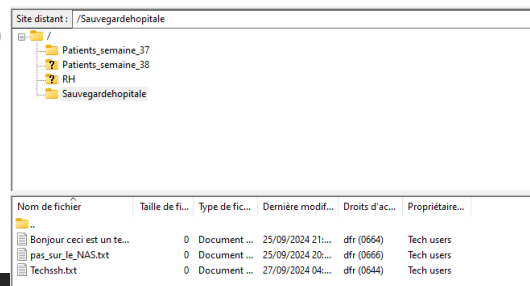 Site distant : /Sauvegardehopitale
/
Patients_semaine_37
? Patients_semaine_38
? RH
Sauvegardehopitale
Nom de fichier Taille de fi... Type de fic... Dernière modif... Droits d'ac... Propriétaire...
..
Bonjour ceci est un te... 0 Document ... 25/09/2024 21:... dfr (0664) Tech users
pas_sur_le_NAS.txt 0 Document ... 25/09/2024 20:... dfr (0666) Tech users
Techssh.txt 0 Document ... 27/09/2024 04:... dfr (0644) Tech users